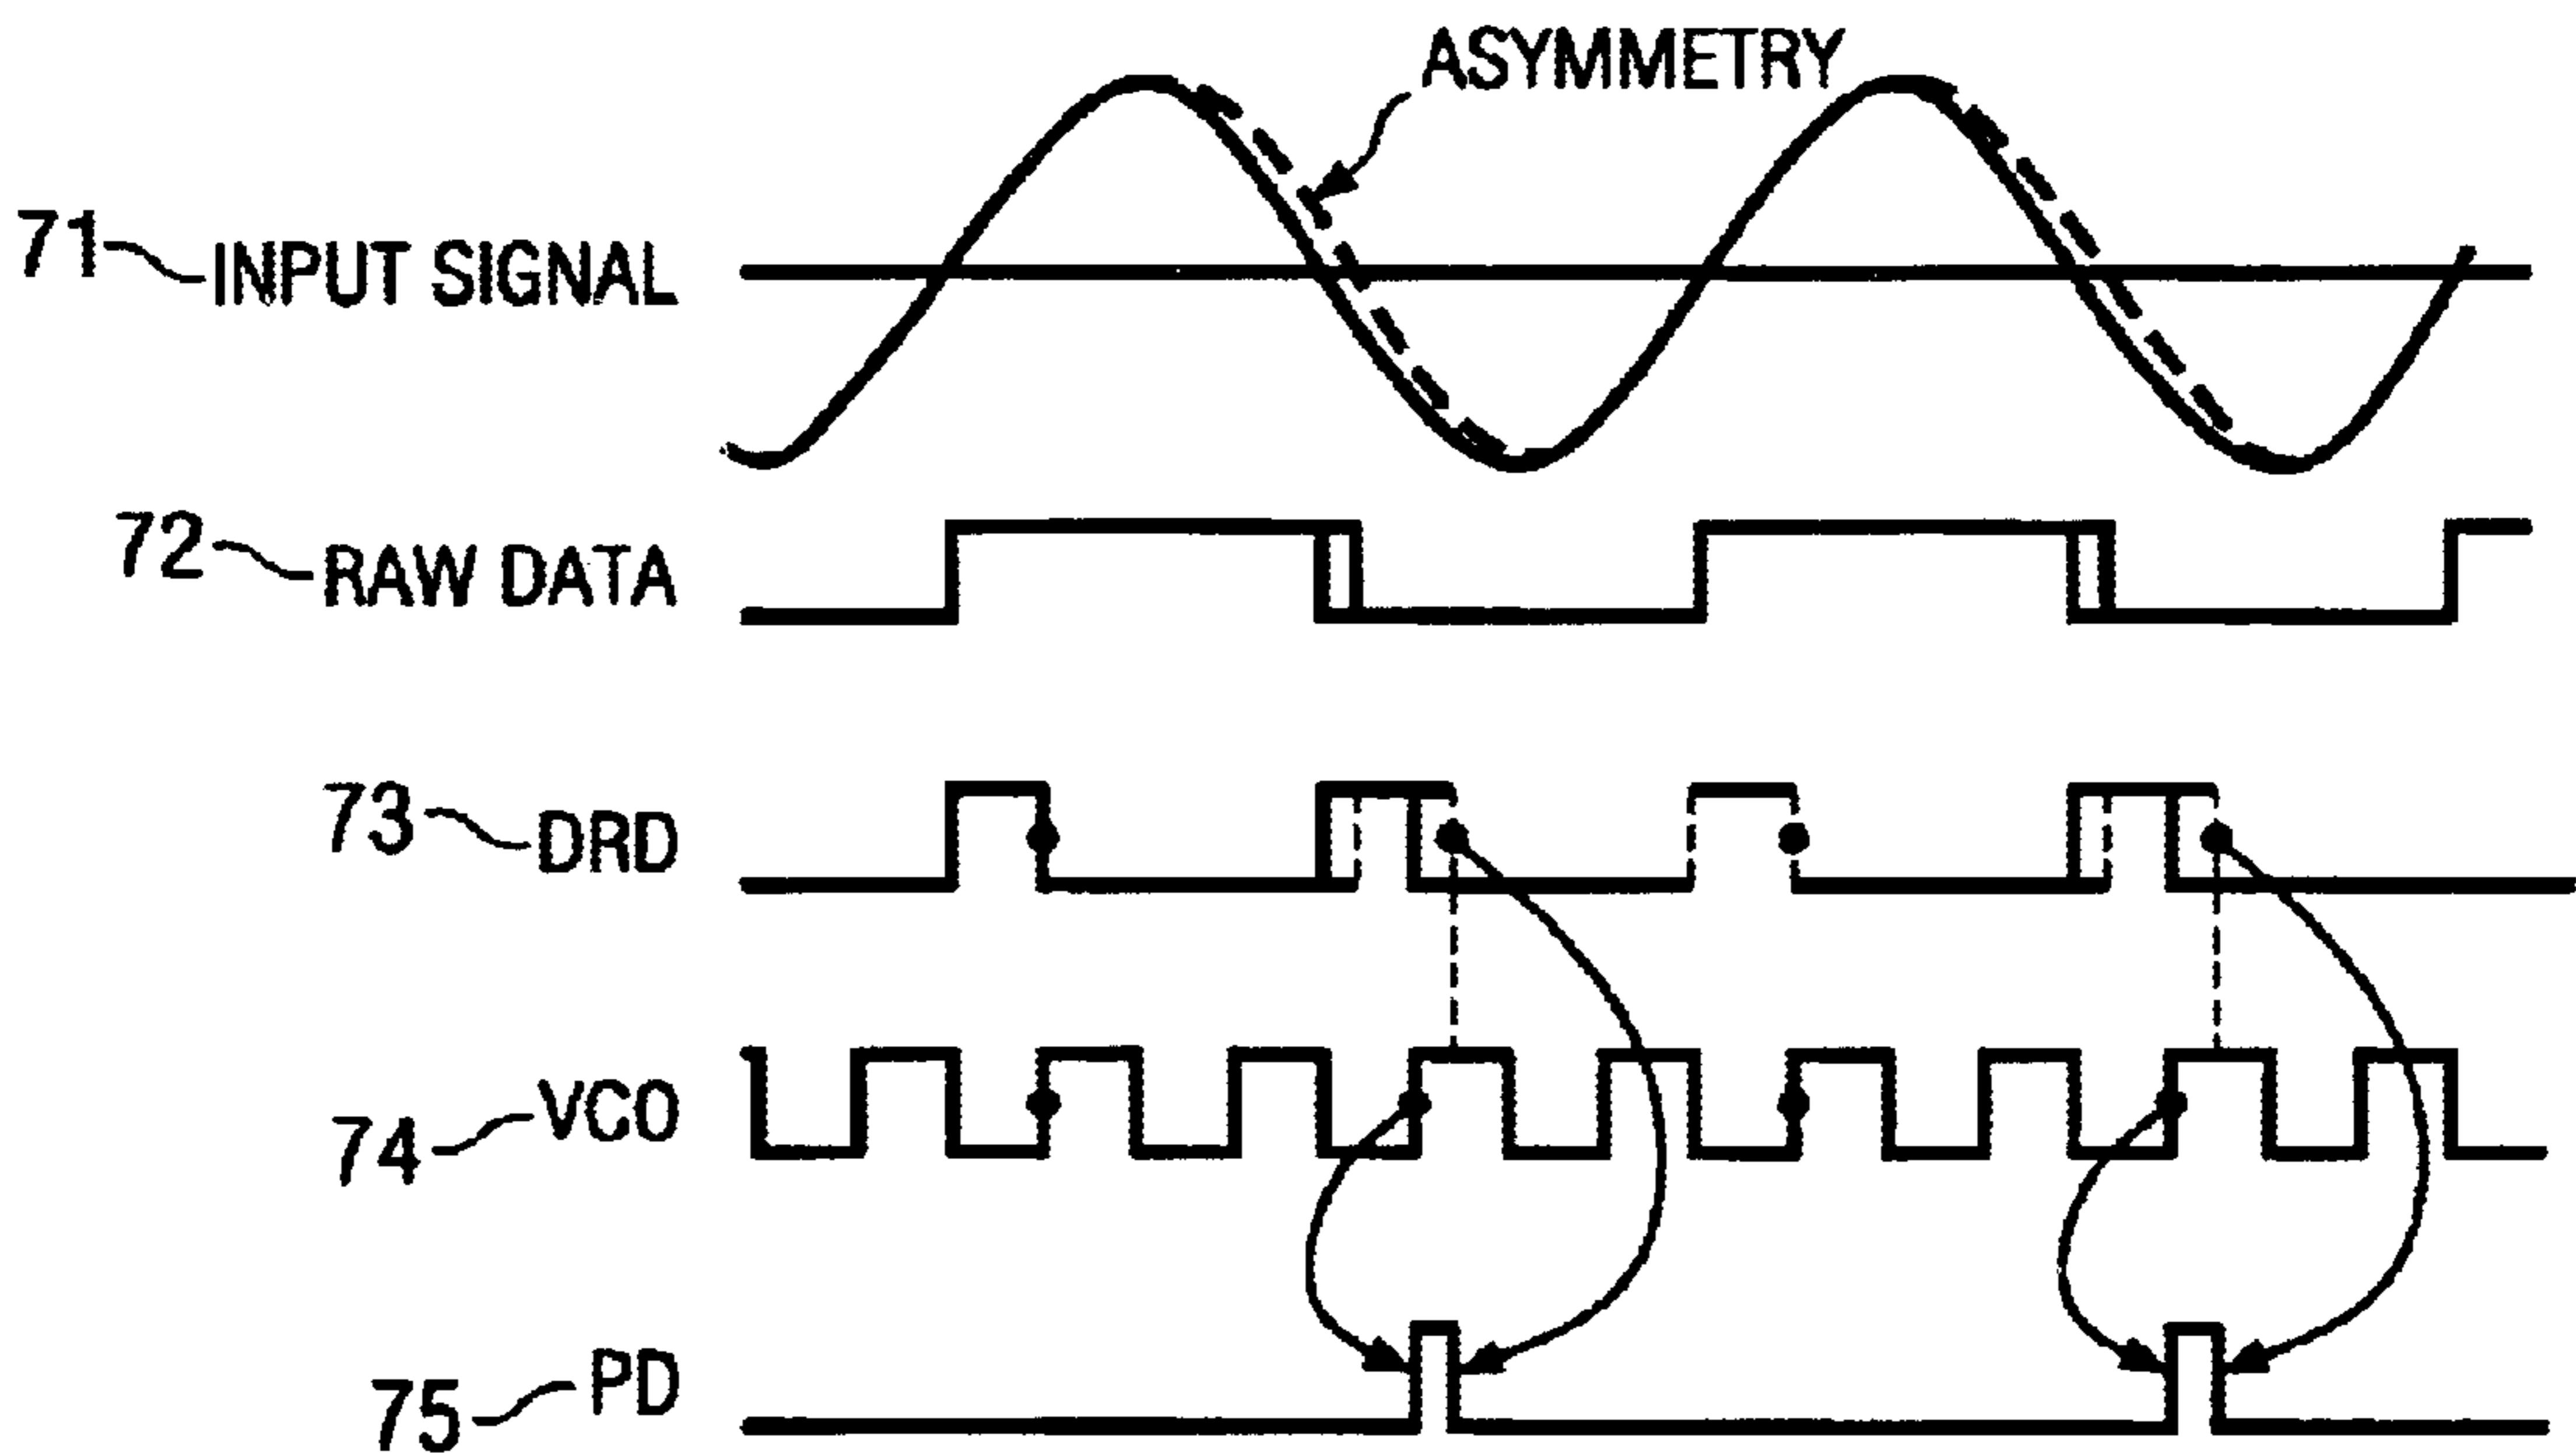 ASYMMETRY
71 INPUT SIGNAL
72 RAW DATA
73 DRD
74 VCO
75 PD